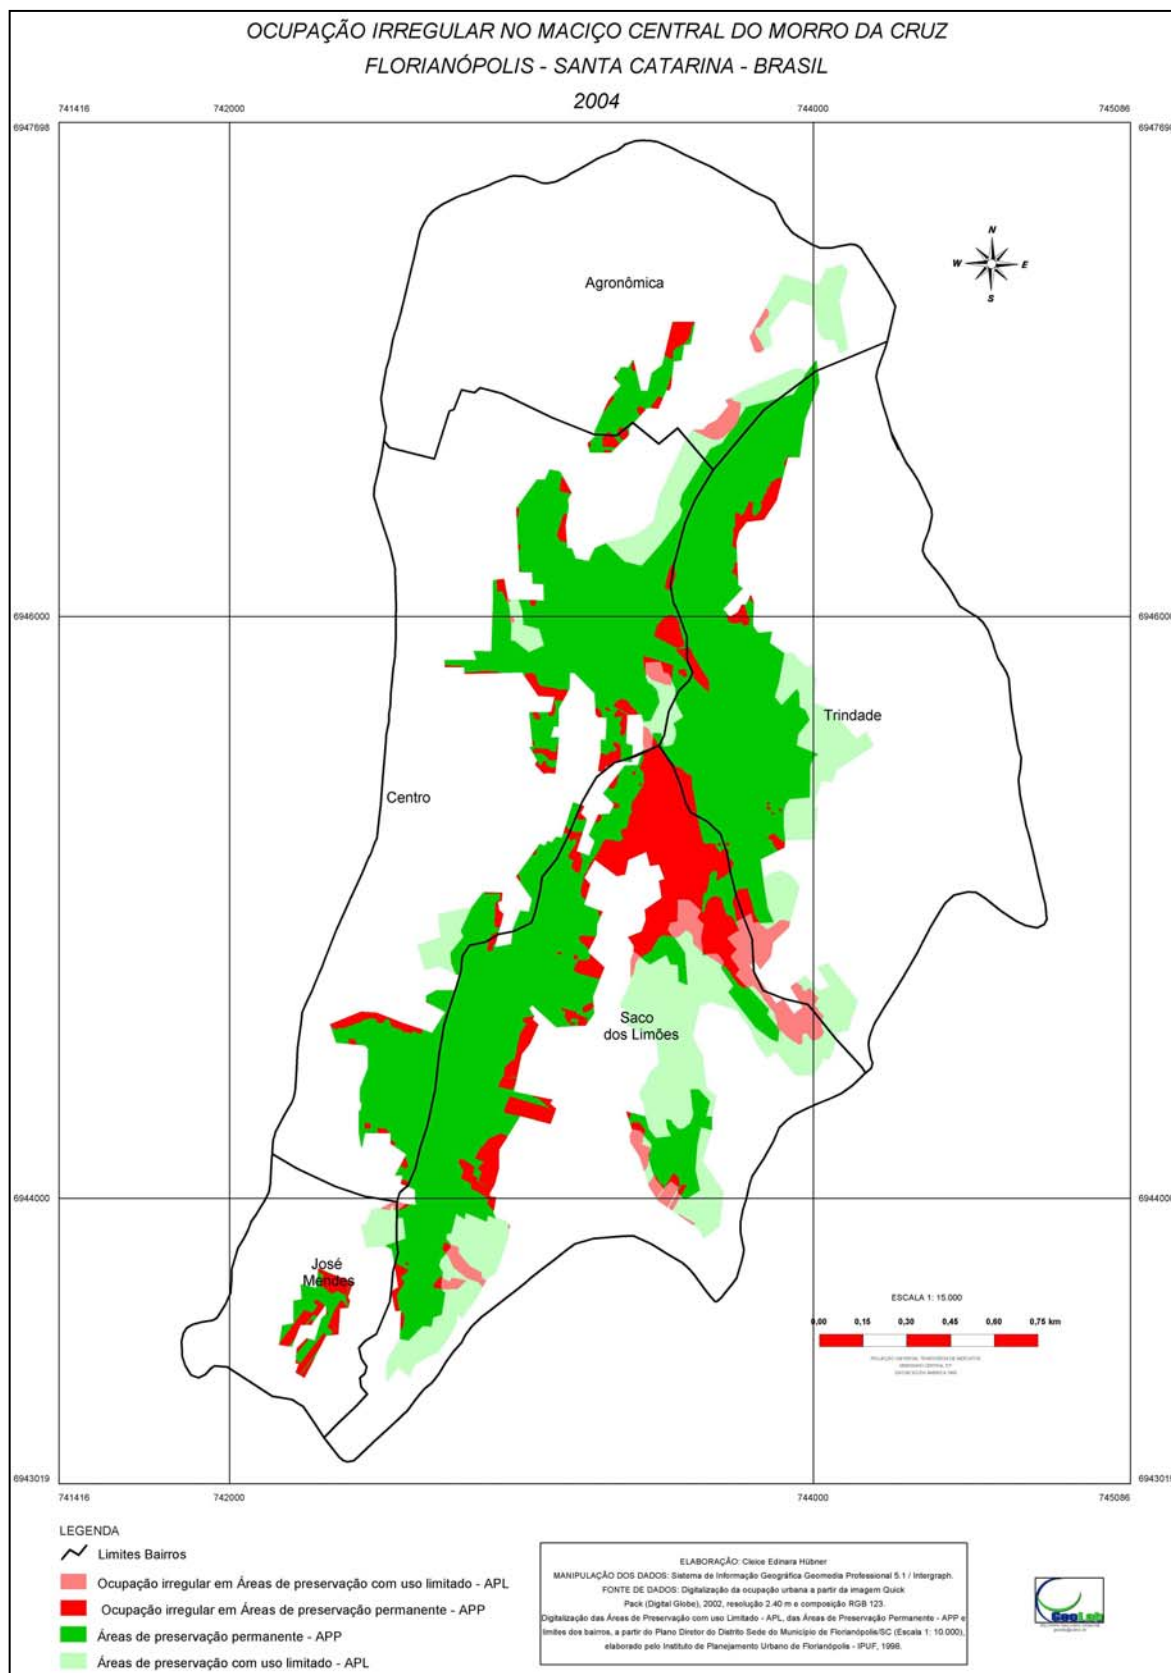 OCUPAÇÃO IRREGULAR NO MACIÇO CENTRAL DO MORRO DA CRUZ
FLORIANÓPOLIS - SANTA CATARINA - BRASIL
2004
741416 742000 744000 745086
6947698 6947698
N
W E
S
Agronômica
6946000 6946000
Trindade
Centro
Saco
dos Limões
6944000 6944000
José
Mendes
ESCALA 1: 15.000
0,00 0,15 0,30 0,45 0,60 0,75 km
6943019 6943019
741416 742000 744000 745086
LEGENDA
Limites Bairros
Ocupação irregular em Áreas de preservação com uso limitado - APL
Ocupação irregular em Áreas de preservação permanente - APP
Áreas de preservação permanente - APP
Áreas de preservação com uso limitado - APL
ELABORAÇÃO: Cleice Edinara Hübner
MANIPULAÇÃO DOS DADOS: Sistema de Informação Geográfica Geomedia Professional 5.1 / Intergraph.
FONTE DE DADOS: Digitalização da ocupação urbana a partir da imagem Quick
Pack (Digital Globe), 2002, resolução 2.40 m e composição RGB 123.
Digitalização das Áreas de Preservação com uso Limitado - APL, das Áreas de Preservação Permanente - APP e
limites dos bairros, a partir do Plano Diretor do Distrito Sede do Município de Florianópolis/SC (Escala 1: 10.000),
elaborado pelo Instituto de Planejamento Urbano de Florianópolis - IPUF, 1998.
GeoLab